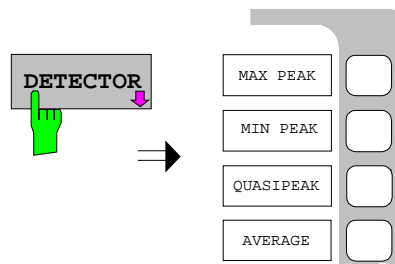 DETECTOR
MAX PEAK
MIN PEAK
QUASIPEAK
AVERAGE